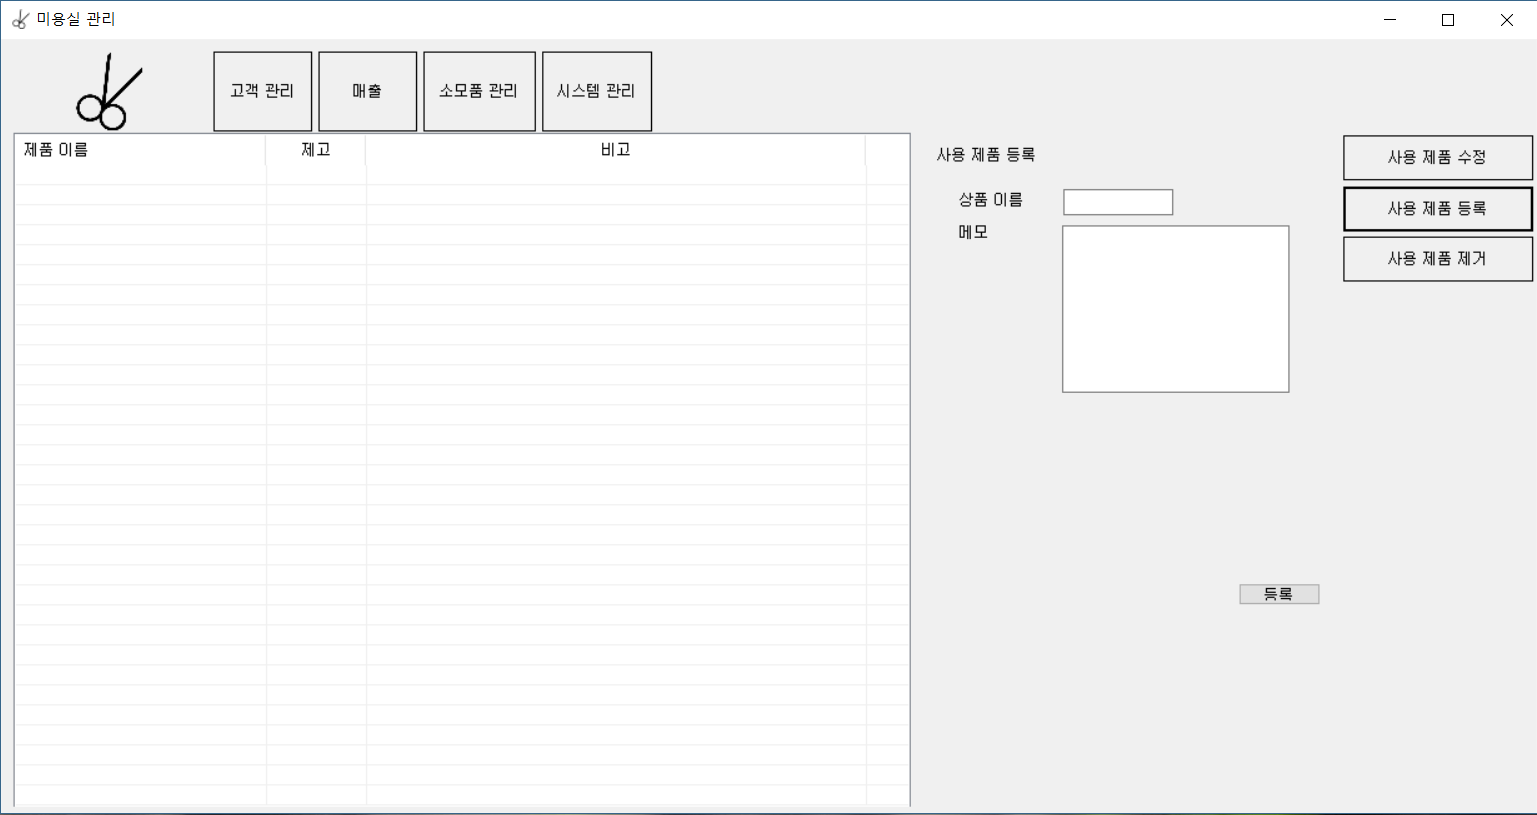 미용실 관리
고객 관리 매출 소모품 관리 시스템 관리
제품 이름 제고 비고
사용 제품 등록
상품 이름
메모
등록
사용 제품 수정
사용 제품 등록
사용 제품 제거